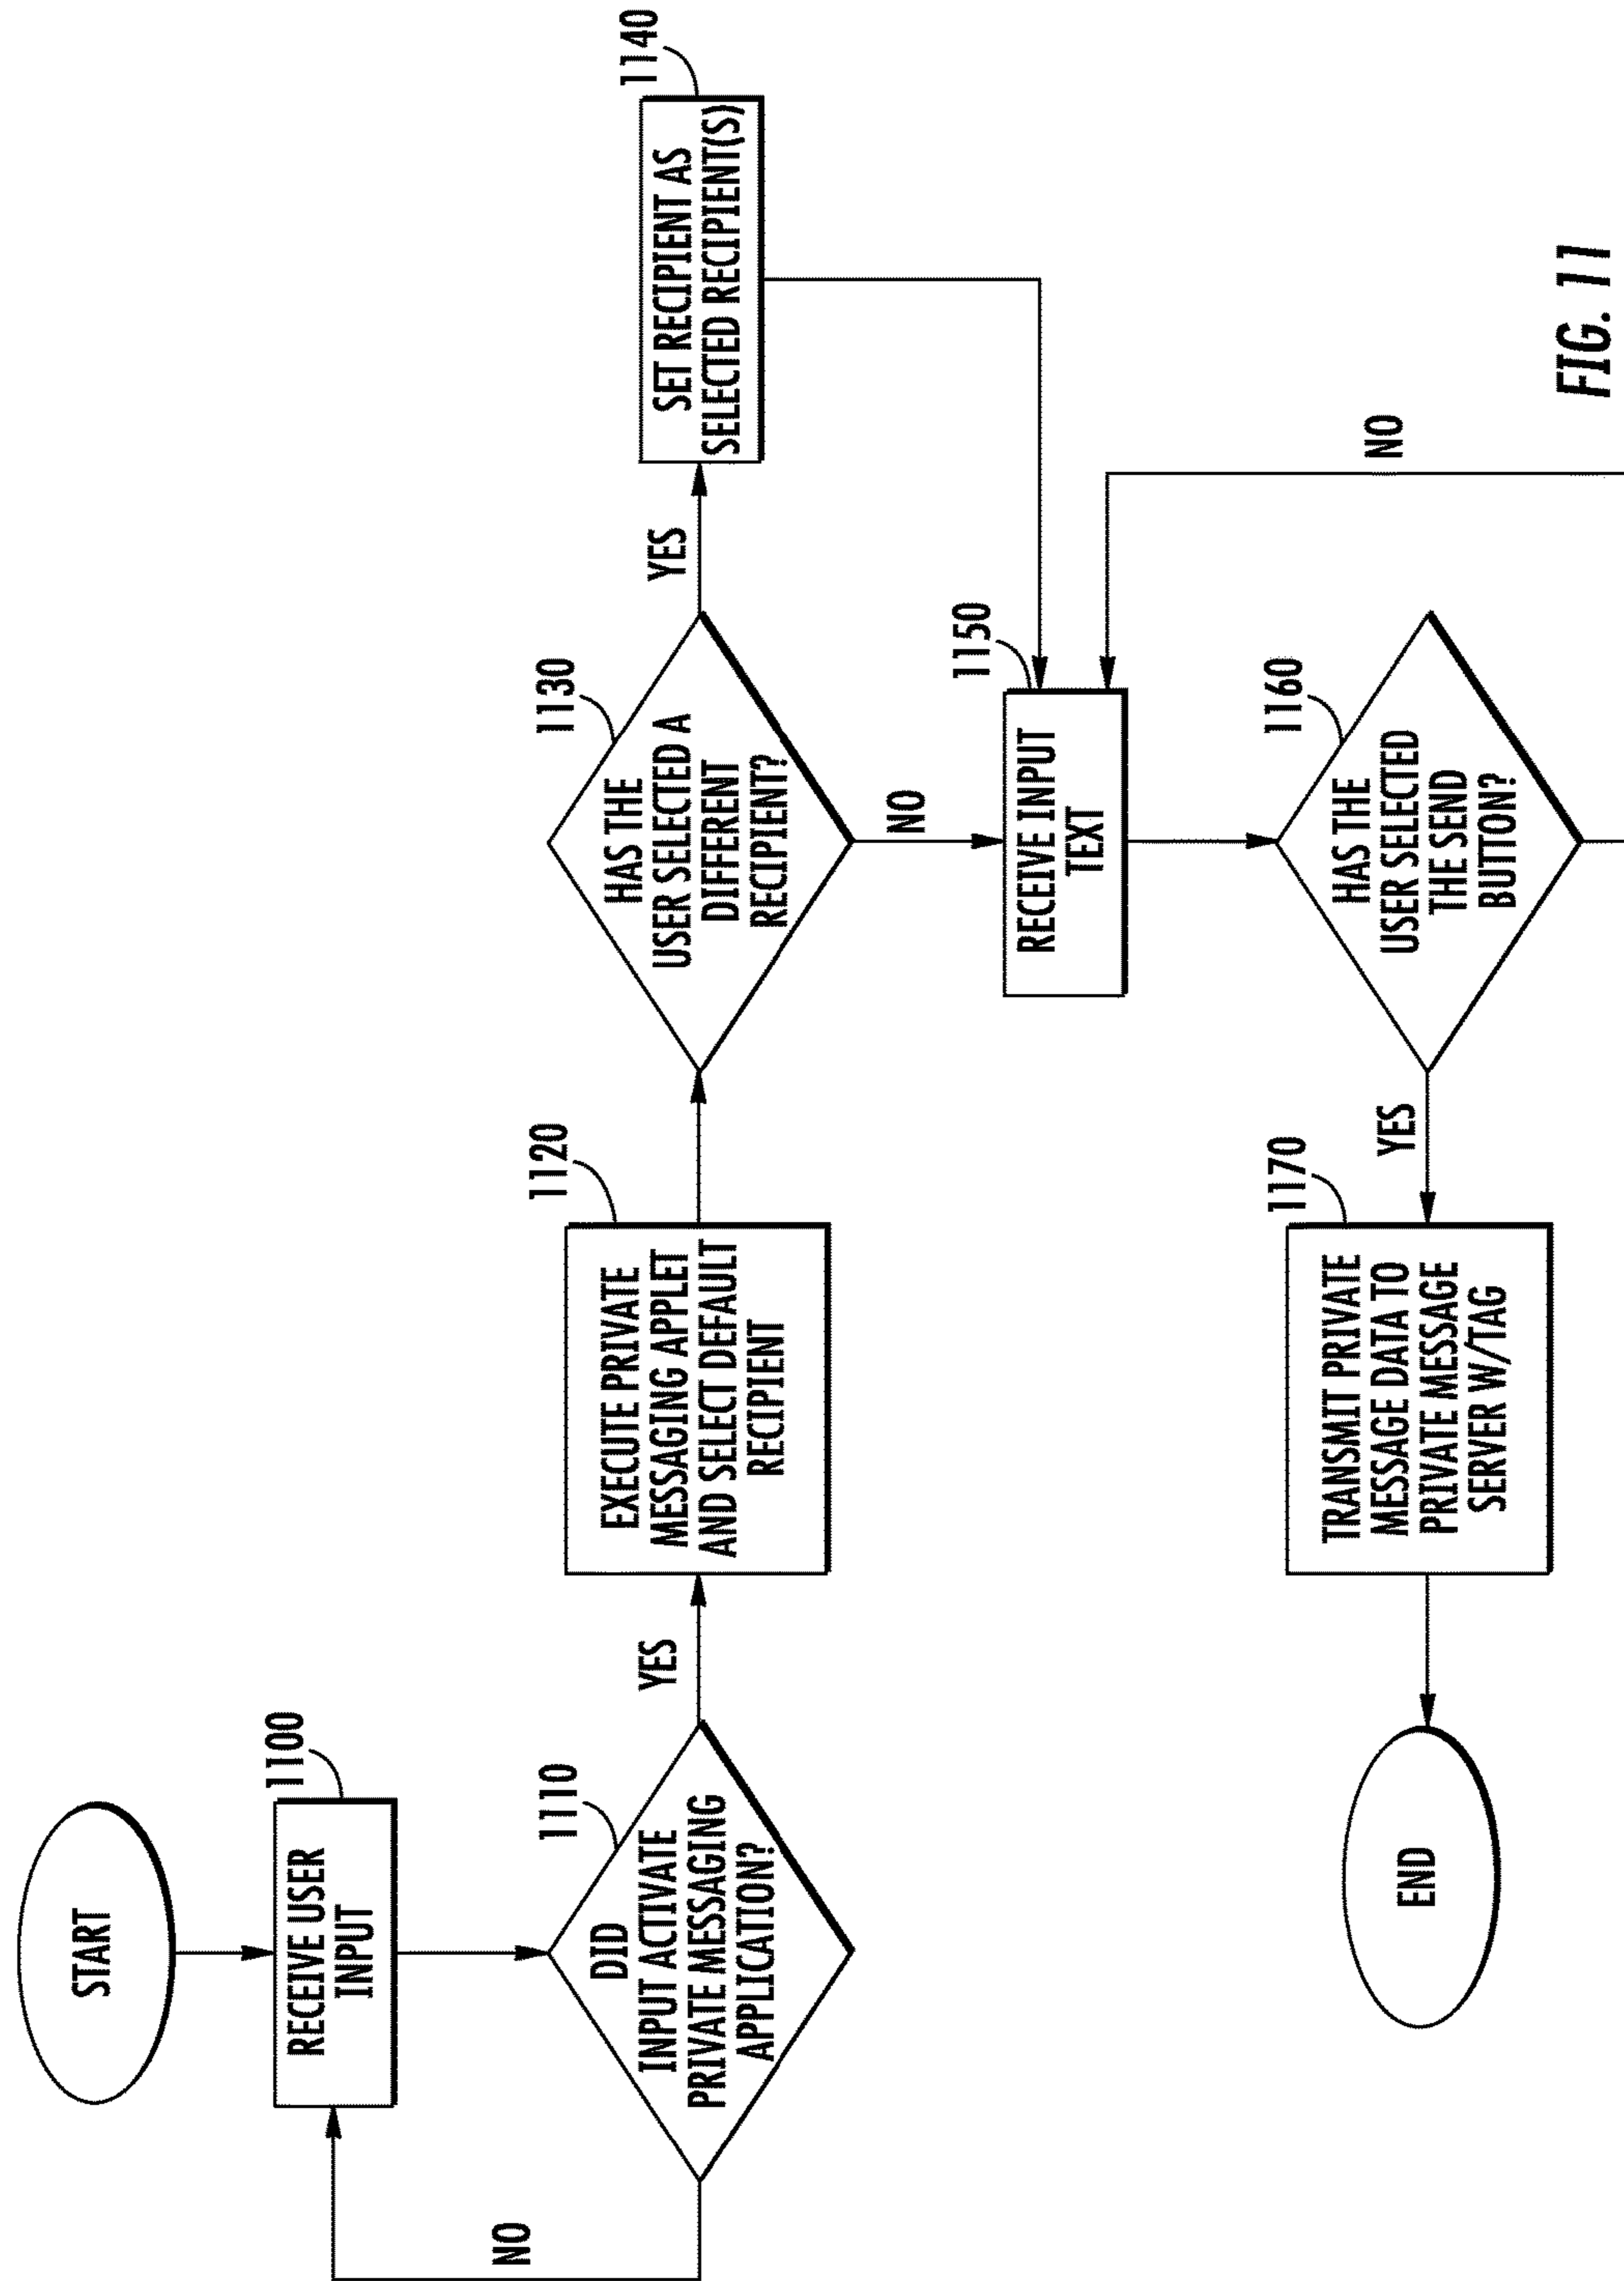 START
1100
RECEIVE USER
INPUT
1110
DID
INPUT ACTIVATE
PRIVATE MESSAGING
APPLICATION?
NO
YES
1120
EXECUTE PRIVATE
MESSAGING APPLET
AND SELECT DEFAULT
RECIPIENT
1130
HAS THE
USER SELECTED A
DIFFERENT
RECIPIENT?
YES
1140
SET RECIPIENT AS
SELECTED RECIPIENT(S)
NO
1150
RECEIVE INPUT
TEXT
1160
HAS THE
USER SELECTED
THE SEND
BUTTON?
NO
YES
1170
TRANSMIT PRIVATE
MESSAGE DATA TO
PRIVATE MESSAGE
SERVER W/TAG
END
FIG. 11